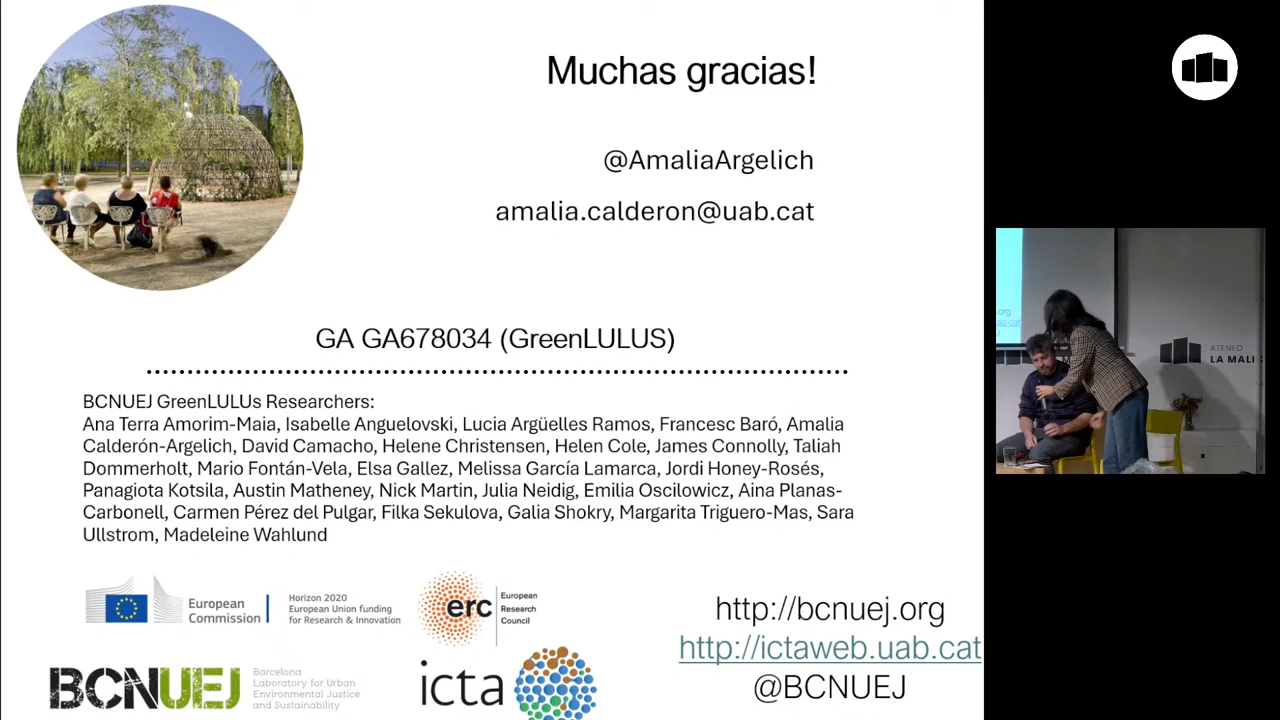 Muchas gracias!
@AmaliaArgelich
amalia.calderon@uab.cat
GA GA678034 (GreenLULUS)
BCNUEJ GreenLULUs Researchers:
Ana Terra Amorim-Maia, Isabelle Anguelovski, Lucia Argüelles Ramos, Francesc Baró, Amalia
Calderón-Argelich, David Camacho, Helene Christensen, Helen Cole, James Connolly, Taliah
Dommerholt, Mario Fontán-Vela, Elsa Gallez, Melissa García Lamarca, Jordi Honey-Rosés,
Panagiota Kotsila, Austin Matheney, Nick Martin, Julia Neidig, Emilia Oscilowicz, Aina Planas-
Carbonell, Carmen Pérez del Pulgar, Filka Sekulova, Galia Shokry, Margarita Triguero-Mas, Sara
Ullstrom, Madeleine Wahlund
European
Commission
Horizon 2020
European Union funding
for Research & Innovation
erc
European
Research
Council
BCNUEJ
Barcelona
Laboratory for Urban
Environmental Justice
and Sustainability
icta
http://bcnuej.org
http://ictaweb.uab.cat
@BCNUEJ
.org
uab.cat
ATENEO
LA MALI